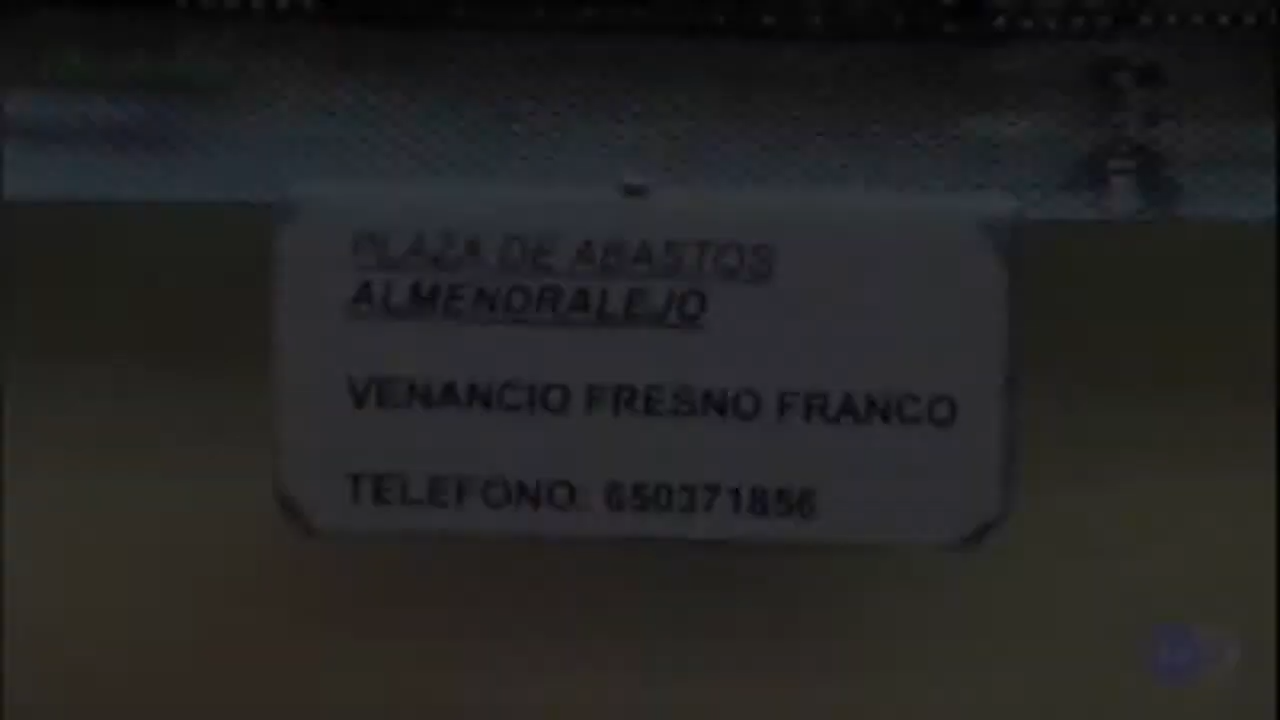 PLAZA DE ABASTOS
ALMENDRALEJO
VENANCIO FRESNO FRANCO
TELEFONO: 650371856